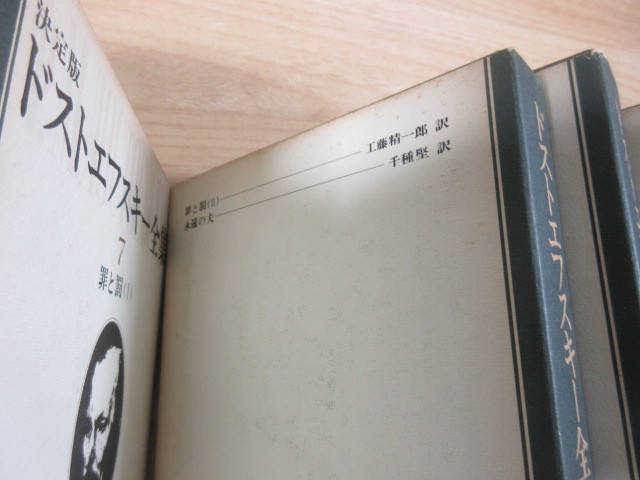 決定版
ドストエフスキー全集
7
罪と罰(I)
罪と罰(II)
工藤精一郎 訳
永遠の夫
千種堅 訳
ドストエフスキー全